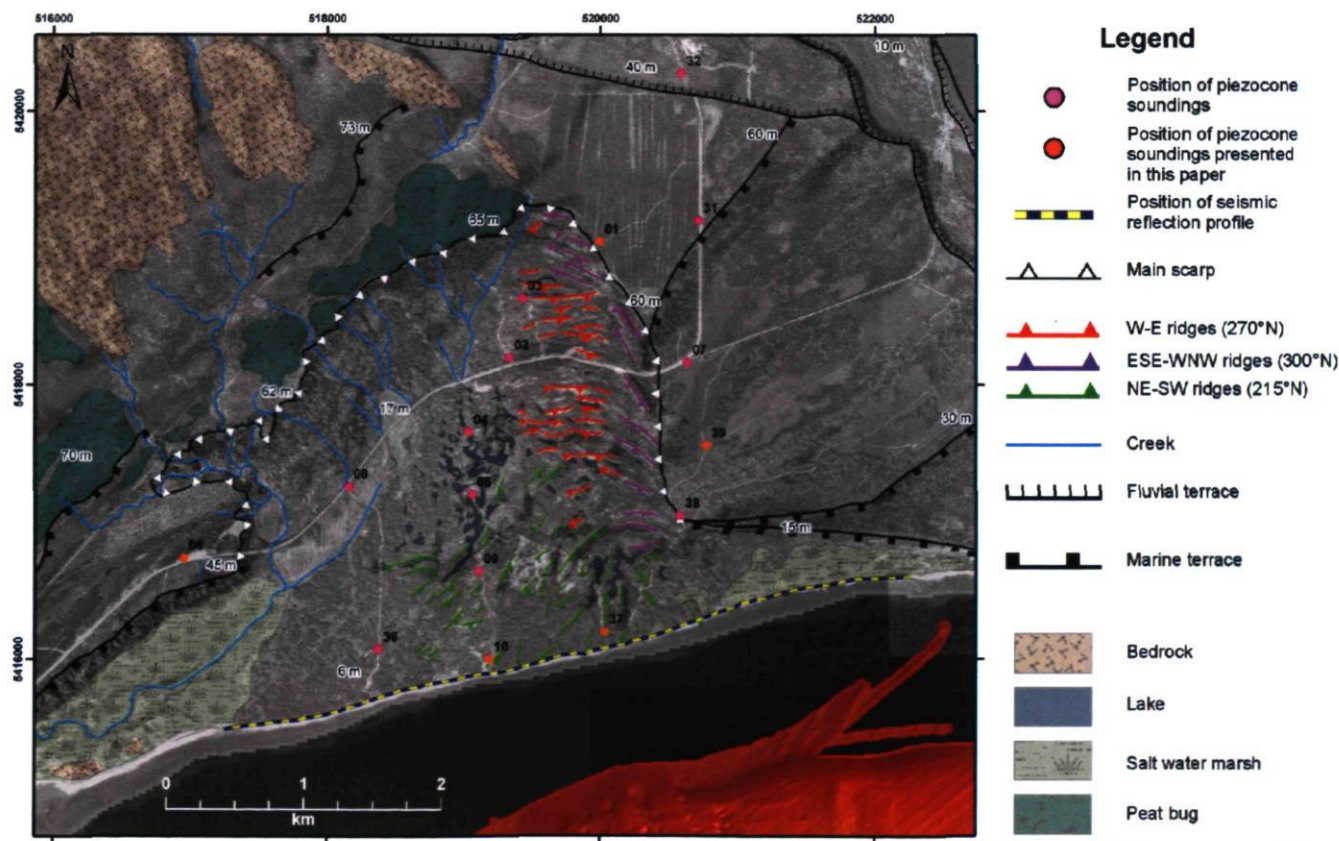 516000
518000
520000
522000
5420000
5418000
5416000
N
10 m
40 m
32
73 m
60 m
65 m
31
01
03
60 m
02
07
62 m
17 m
04
39
30 m
70 m
08
05
38
15 m
45 m
09
37
36
10
6 m
0 1 2
km
Legend
Position of piezocone
soundings
Position of piezocone
soundings presented
in this paper
Position of seismic
reflection profile
Main scarp
W-E ridges (270°N)
ESE-WNW ridges (300°N)
NE-SW ridges (215°N)
Creek
Fluvial terrace
Marine terrace
Bedrock
Lake
Salt water marsh
Peat bug